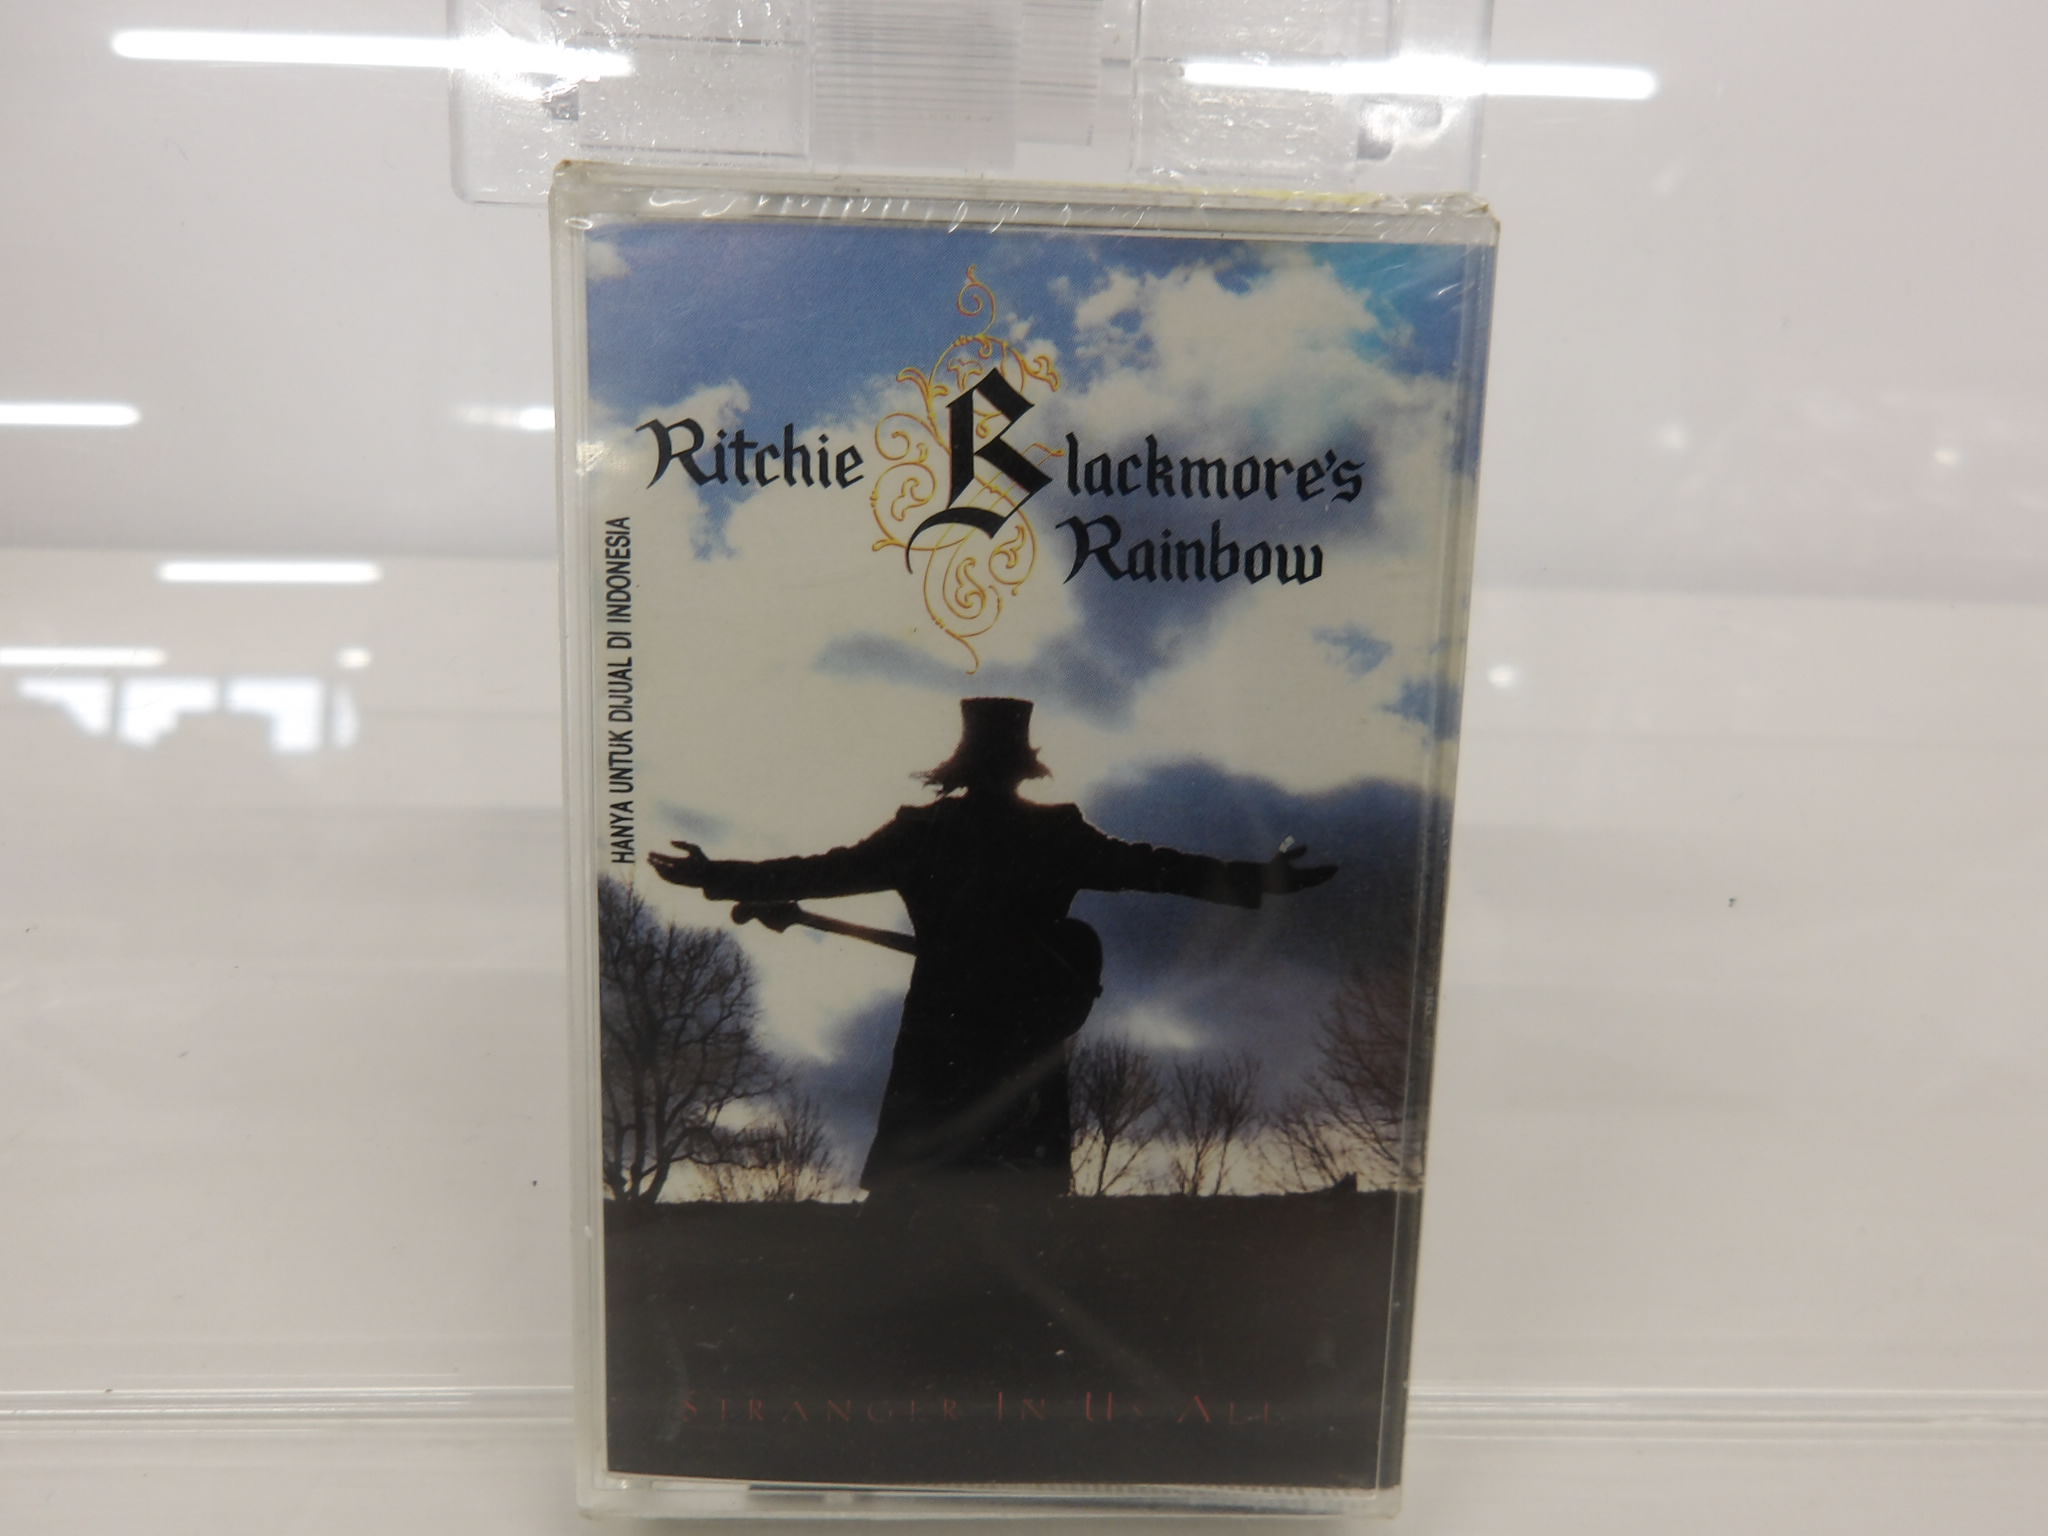 Ritchie Blackmore's
Rainbow
HANYA UNTUK DIJUAL DI INDONESIA
STRANGER IN US ALL